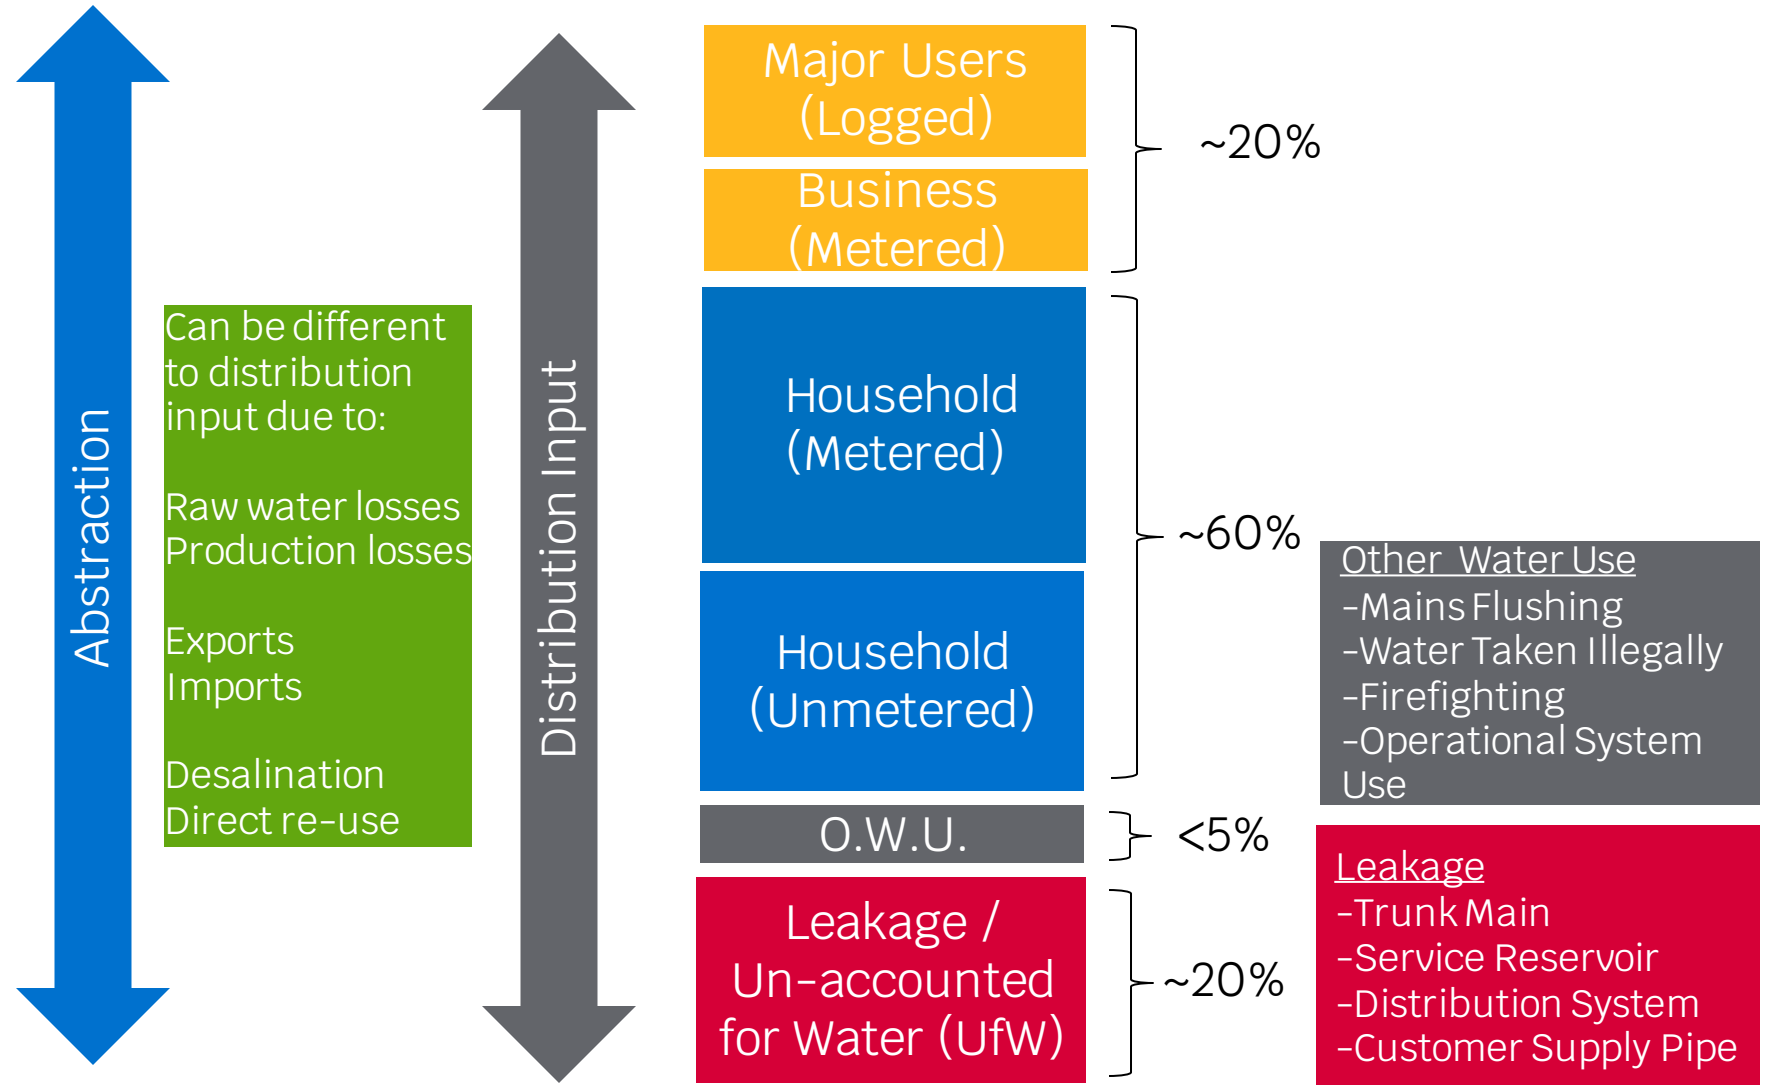 Abstraction
Can be different
to distribution
input due to:
Raw water losses
Production losses
Exports
Imports
Desalination
Direct re-use
Distribution Input
Major Users
(Logged)
Business
(Metered)
~20%
Household
(Metered)
Household
(Unmetered)
~60%
O.W.U.
<5%
Leakage /
Un-accounted
for Water (UfW)
~20%
Other Water Use
-Mains Flushing
-Water Taken Illegally
-Firefighting
-Operational System
Use
Leakage
-Trunk Main
-Service Reservoir
-Distribution System
-Customer Supply Pipe